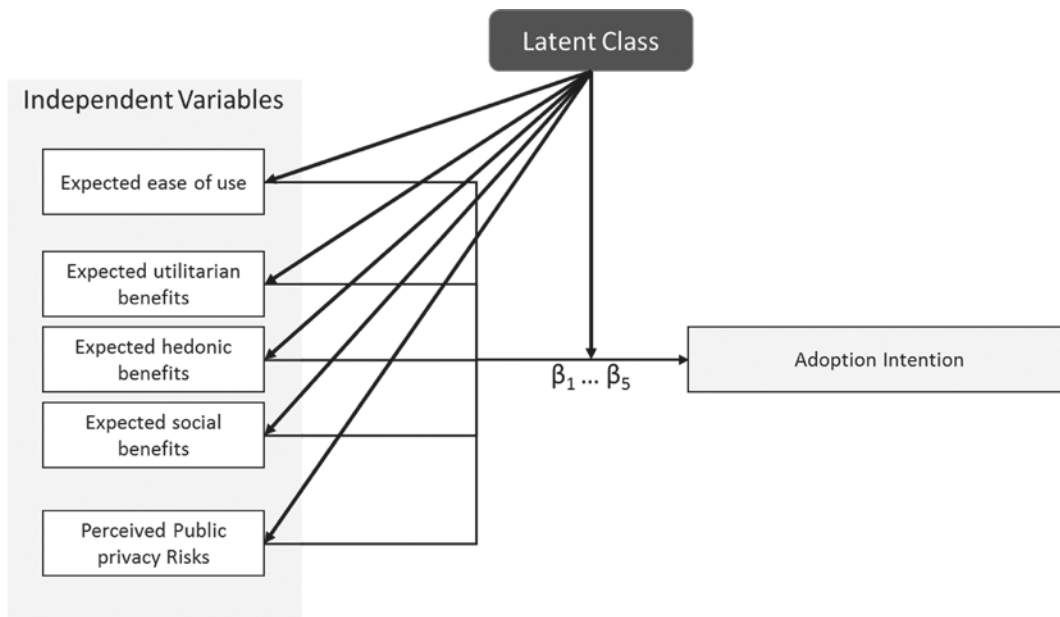 Latent Class
Independent Variables
Expected ease of use
Expected utilitarian
benefits
Expected hedonic
benefits
β₁ ... β₅
Adoption Intention
Expected social
benefits
Perceived Public
privacy Risks